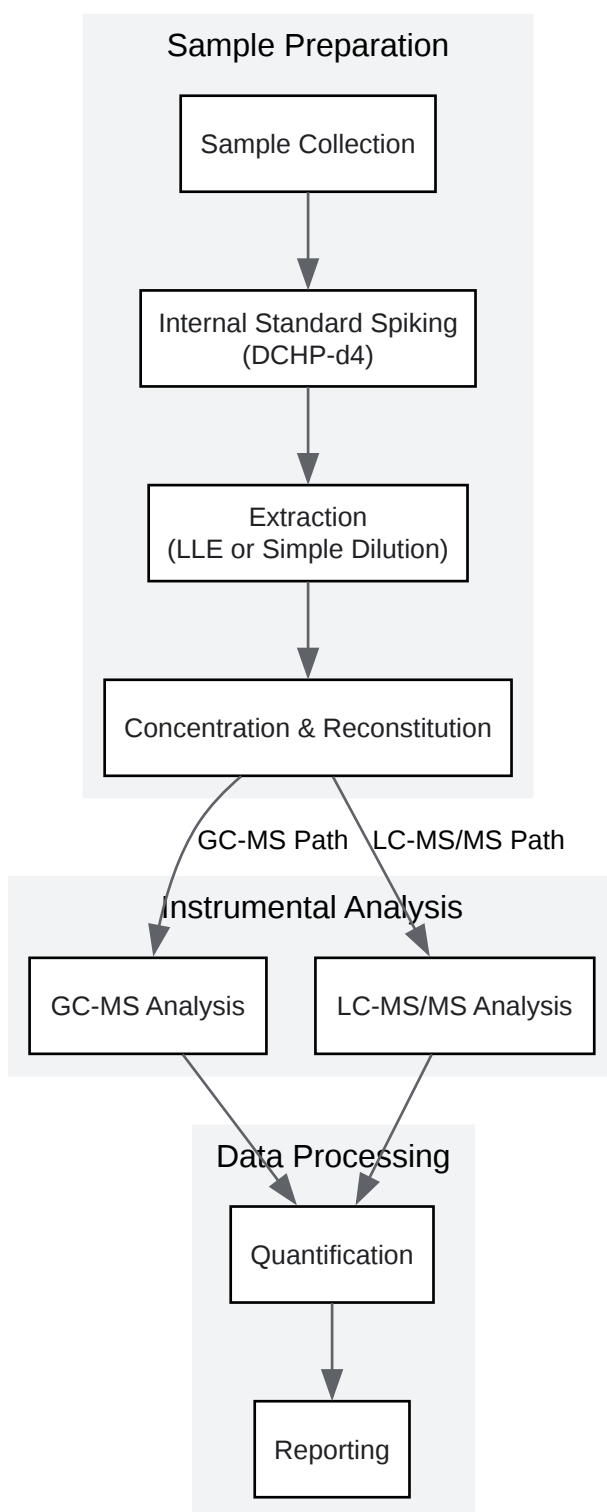 Sample Preparation
Sample Collection
Internal Standard Spiking
(DCHP-d4)
Extraction
(LLE or Simple Dilution)
Concentration & Reconstitution
GC-MS Path
LC-MS/MS Path
Instrumental Analysis
GC-MS Analysis
LC-MS/MS Analysis
Data Processing
Quantification
Reporting